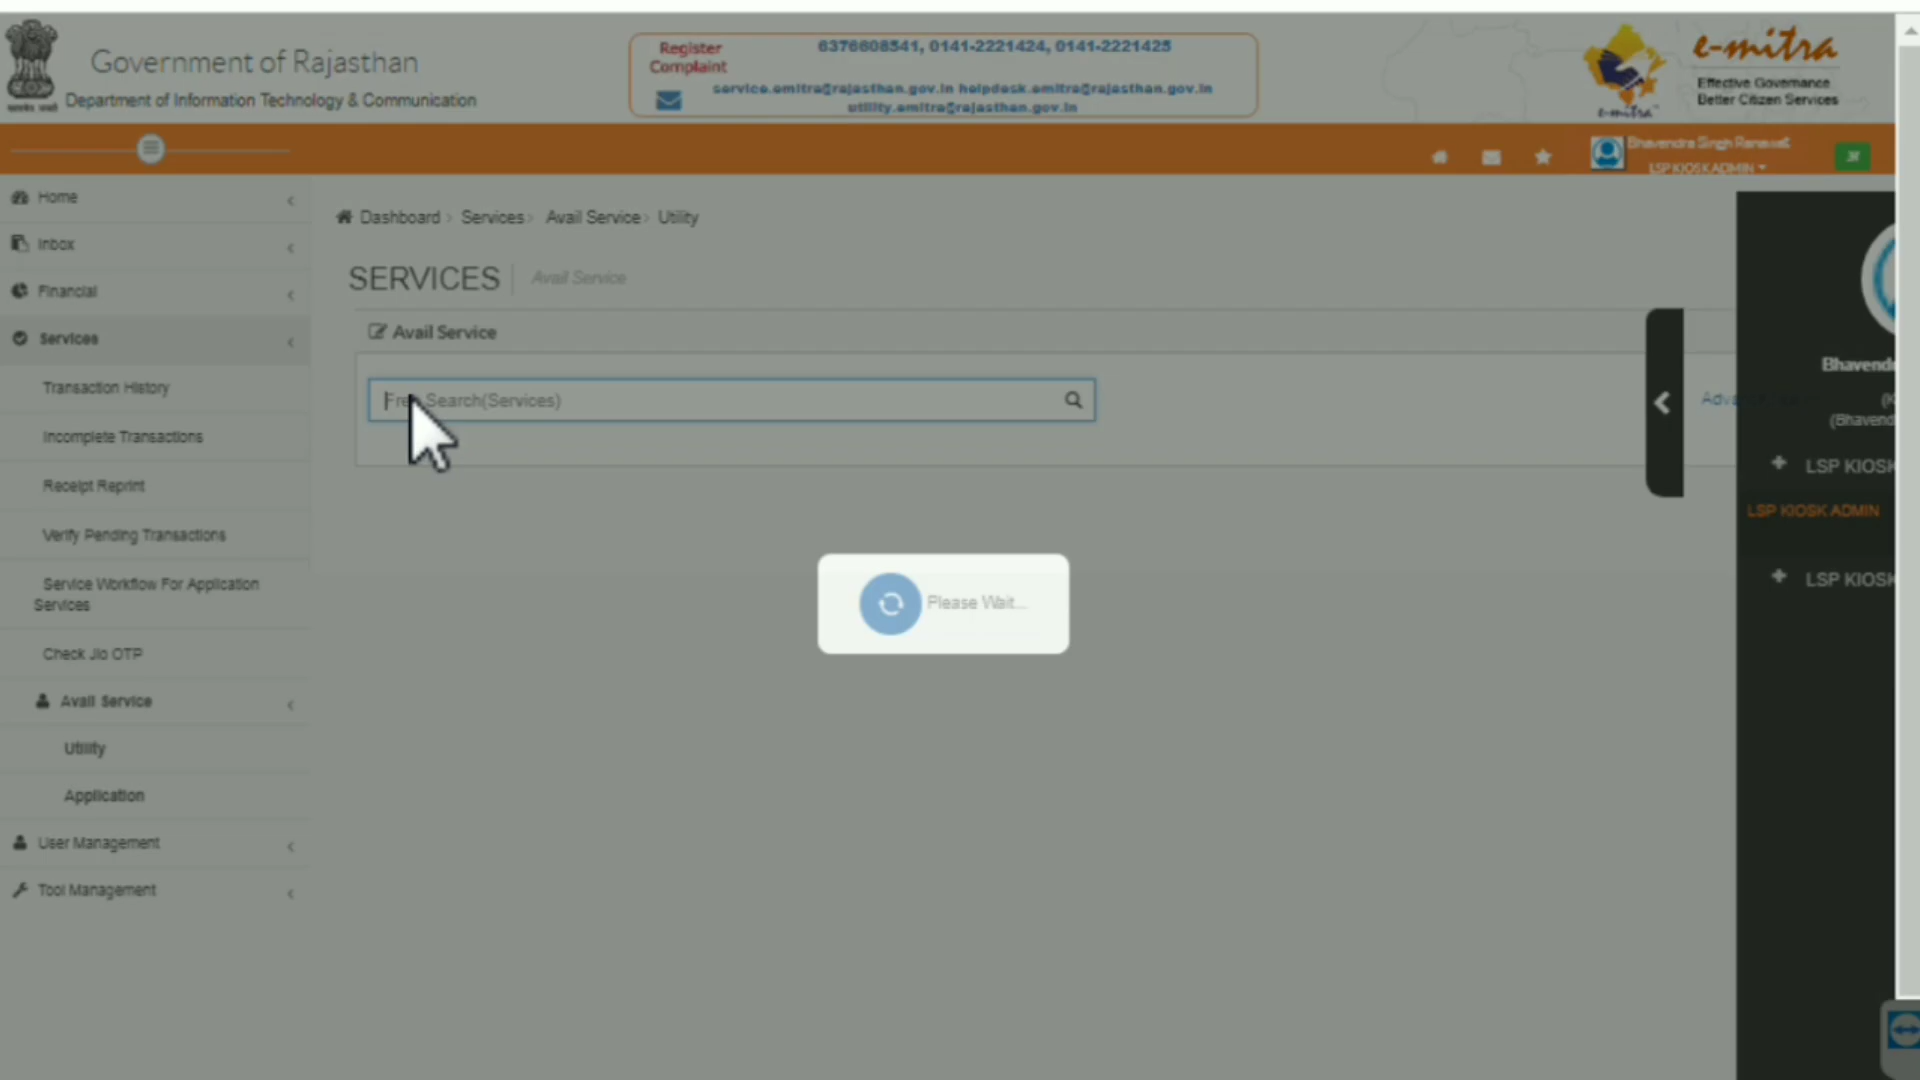 Government of Rajasthan
Department of Information Technology & Communication
Register
Complaint
6376608541, 0141-2221424, 0141-2221425
service.emitra@rajasthan.gov.in helpdesk.emitra@rajasthan.gov.in
utility.emitra@rajasthan.gov.in
e-mitra
Effective Governance
Better Citizen Services
e-mitra
Bhavendra Singh Ranawat
LSP KIOSK ADMIN
Home
Inbox
Financial
Services
Transaction History
Incomplete Transactions
Receipt Reprint
Verify Pending Transactions
Service Workflow For Application
Services
Check Jio OTP
Avail Service
Utility
Application
User Management
Tool Management
Dashboard › Services › Avail Service › Utility
SERVICES
Avail Service
Avail Service
Free Search(Services)
Please Wait...
Bhavend
(Bhavend
LSP KIOSK
LSP KIOSK ADMIN
LSP KIOSK